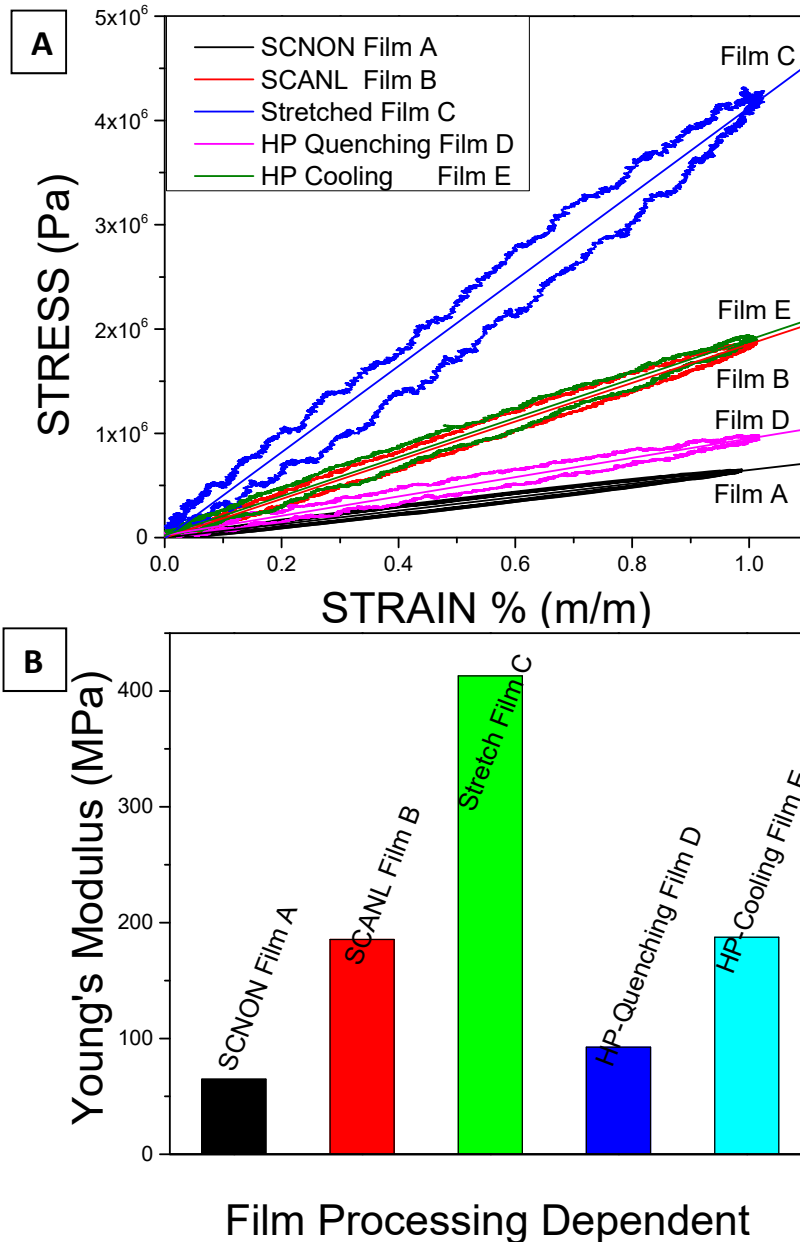 A
SCNON Film A
SCANL Film B
Stretched Film C
HP Quenching Film D
HP Cooling Film E
Film C
Film E
Film B
Film D
Film A
5x10⁶
4x10⁶
3x10⁶
2x10⁶
1x10⁶
0
STRESS (Pa)
0.0 0.2 0.4 0.6 0.8 1.0
STRAIN % (m/m)
B
400
300
200
100
0
Young's Modulus (MPa)
SCNON Film A
SCANL Film B
Stretch Film C
HP-Quenching Film D
HP-Cooling Film E
Film Processing Dependent